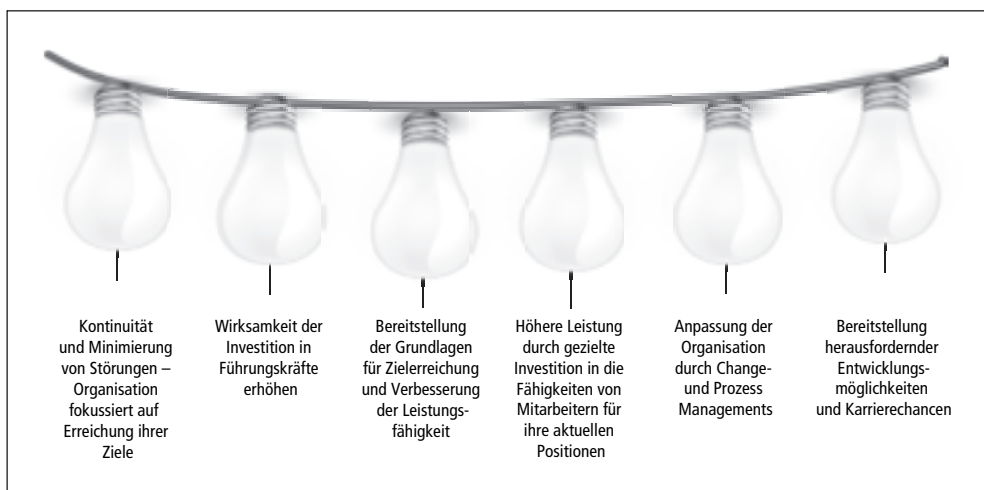 Kontinuität
und Minimierung
von Störungen –
Organisation
fokussiert auf
Erreichung ihrer
Ziele
Wirksamkeit der
Investition in
Führungskräfte
erhöhen
Bereitstellung
der Grundlagen
für Zielerreichung
und Verbesserung
der Leistungs-
fähigkeit
Höhere Leistung
durch gezielte
Investition in die
Fähigkeiten von
Mitarbeitern für
ihre aktuellen
Positionen
Anpassung der
Organisation
durch Change-
und Prozess
Managements
Bereitstellung
herausfordernder
Entwicklungs-
möglichkeiten
und Karrierechancen